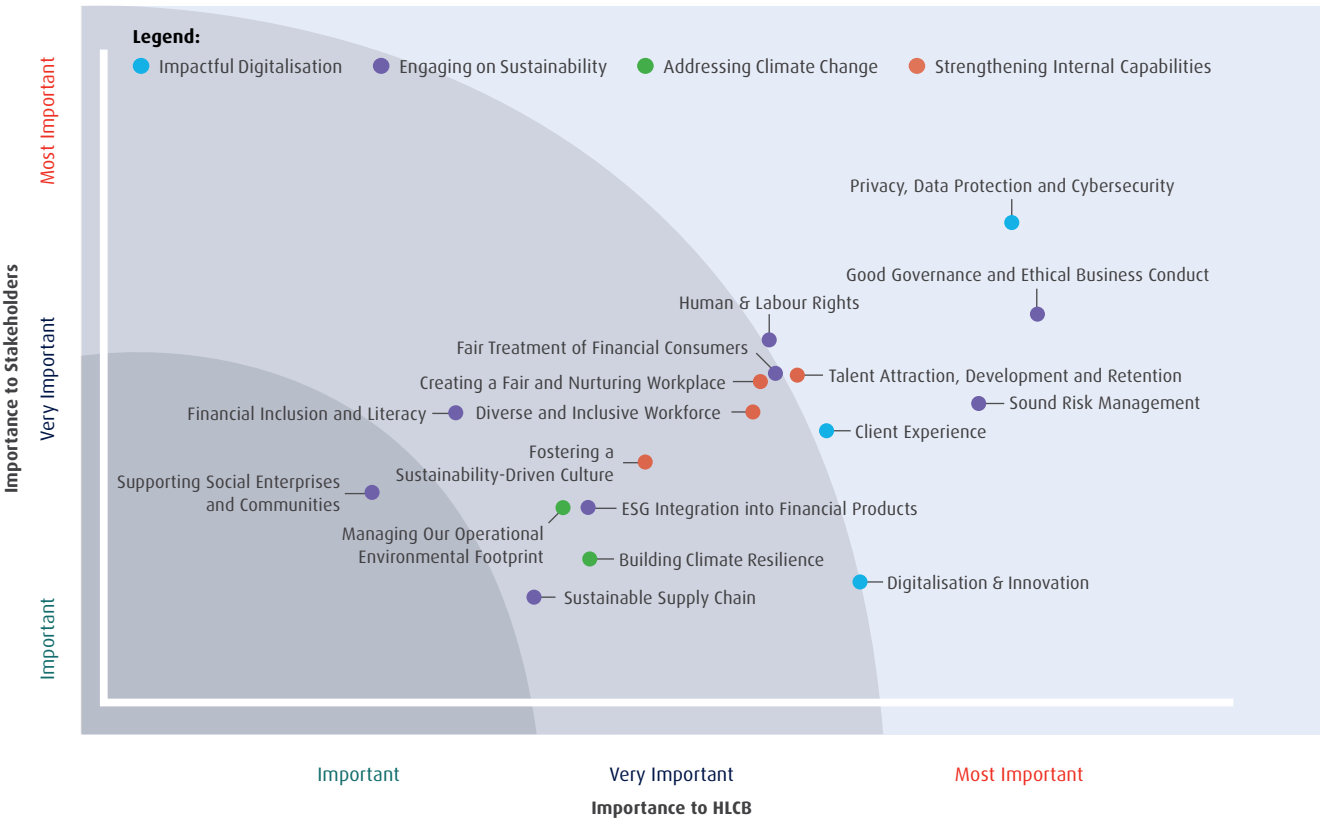 Legend:
Impactful Digitalisation
Engaging on Sustainability
Addressing Climate Change
Strengthening Internal Capabilities
Importance to Stakeholders
Most Important
Very Important
Important
Privacy, Data Protection and Cybersecurity
Good Governance and Ethical Business Conduct
Human & Labour Rights
Fair Treatment of Financial Consumers
Creating a Fair and Nurturing Workplace
Talent Attraction, Development and Retention
Sound Risk Management
Financial Inclusion and Literacy
Diverse and Inclusive Workforce
Client Experience
Fostering a
Sustainability-Driven Culture
Supporting Social Enterprises
and Communities
ESG Integration into Financial Products
Managing Our Operational
Environmental Footprint
Building Climate Resilience
Digitalisation & Innovation
Sustainable Supply Chain
Important
Very Important
Most Important
Importance to HLCB